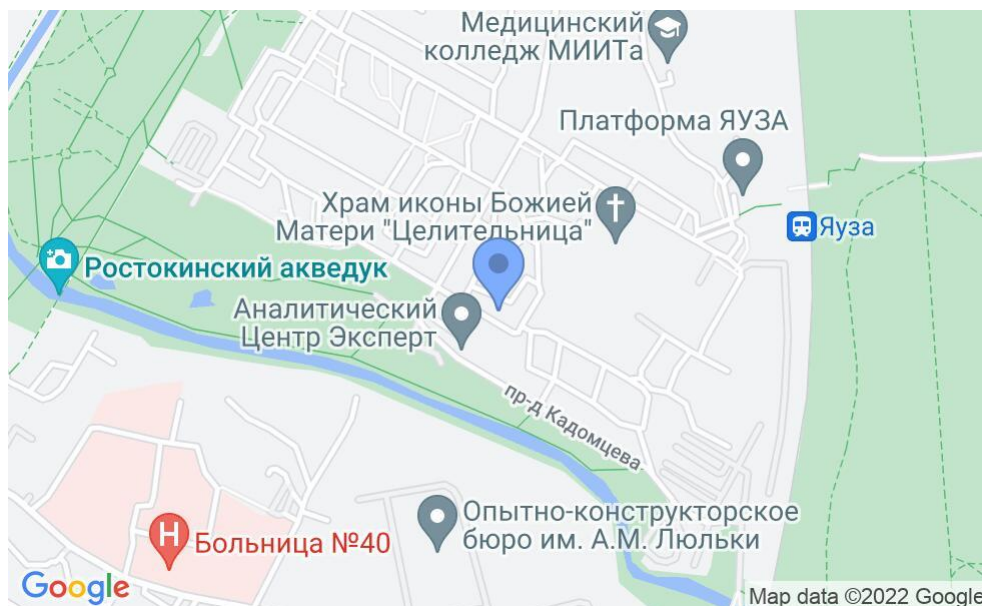 Медицинский
колледж МИИТа
Платформа ЯУЗА
Храм иконы Божией
Матери "Целительница"
Яуза
Ростокинский акведук
Аналитический
Центр Эксперт
пр-д Кадомцева
Опытно-конструкторское
бюро им. А.М. Люльки
H
Больница №40
Google
Map data ©2022 Google